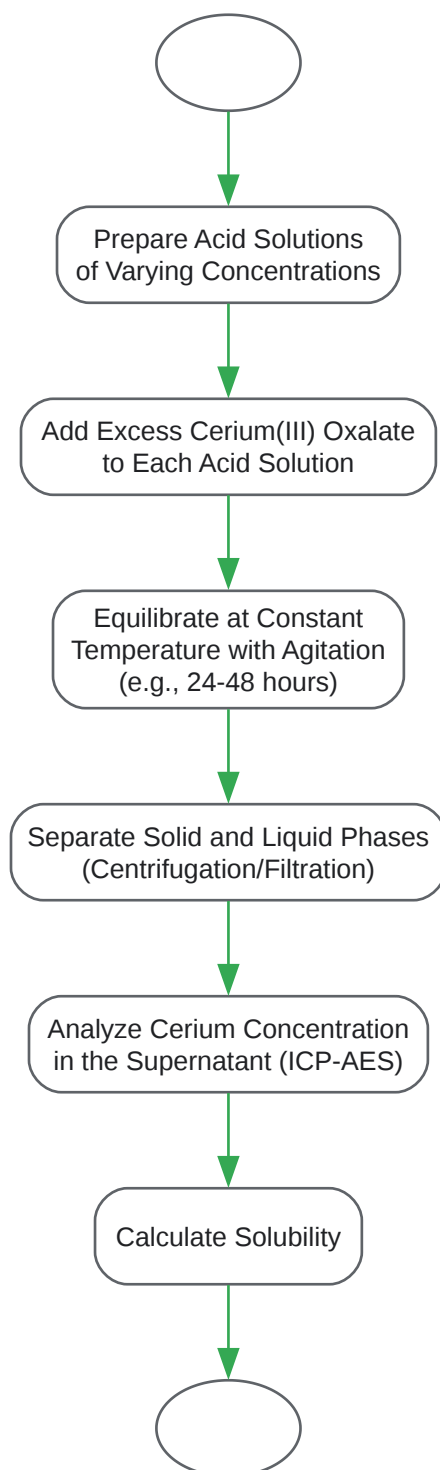 Prepare Acid Solutions
of Varying Concentrations
Add Excess Cerium(III) Oxalate
to Each Acid Solution
Equilibrate at Constant
Temperature with Agitation
(e.g., 24-48 hours)
Separate Solid and Liquid Phases
(Centrifugation/Filtration)
Analyze Cerium Concentration
in the Supernatant (ICP-AES)
Calculate Solubility